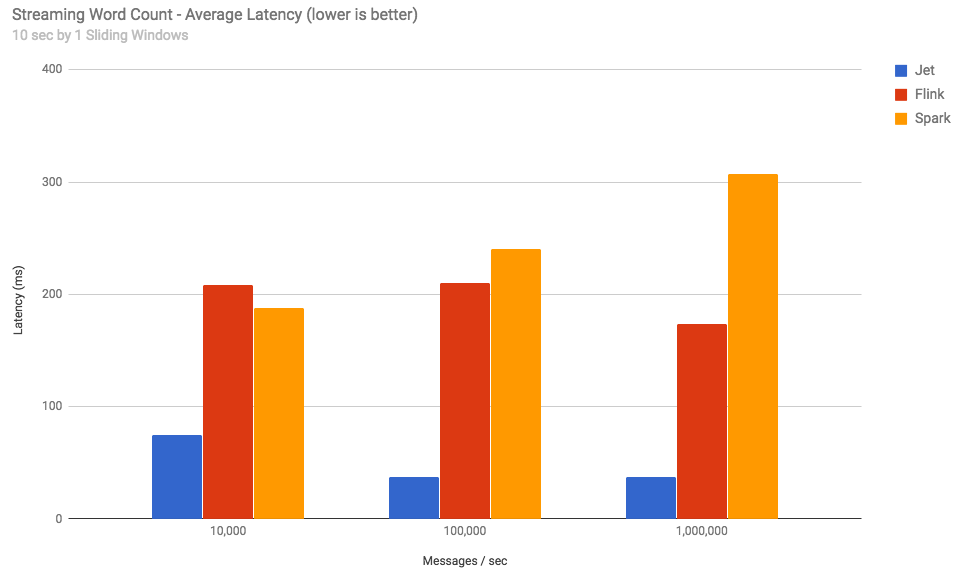 Streaming Word Count - Average Latency (lower is better)
10 sec by 1 Sliding Windows
Jet
Flink
Spark
Latency (ms)
400
300
200
100
0
10,000
100,000
1,000,000
Messages / sec